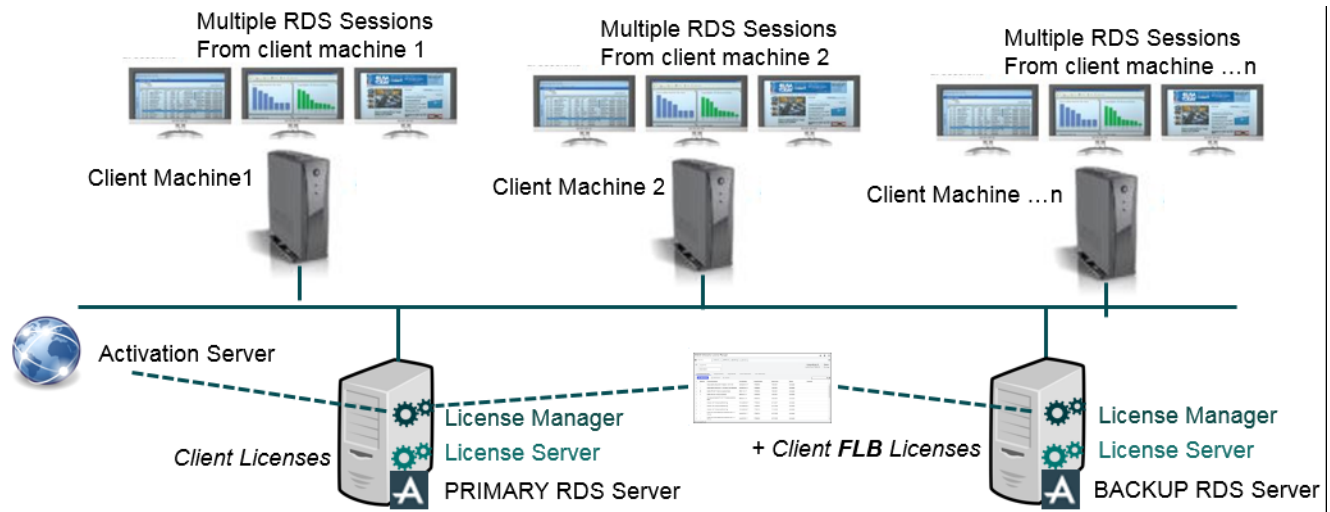 Multiple RDS Sessions
From client machine 1
Multiple RDS Sessions
From client machine 2
Multiple RDS Sessions
From client machine ...n
Client Machine1
Client Machine 2
Client Machine ...n
Activation Server
License Manager
License Server
Client Licenses
PRIMARY RDS Server
+ Client FLB Licenses
License Manager
License Server
BACKUP RDS Server